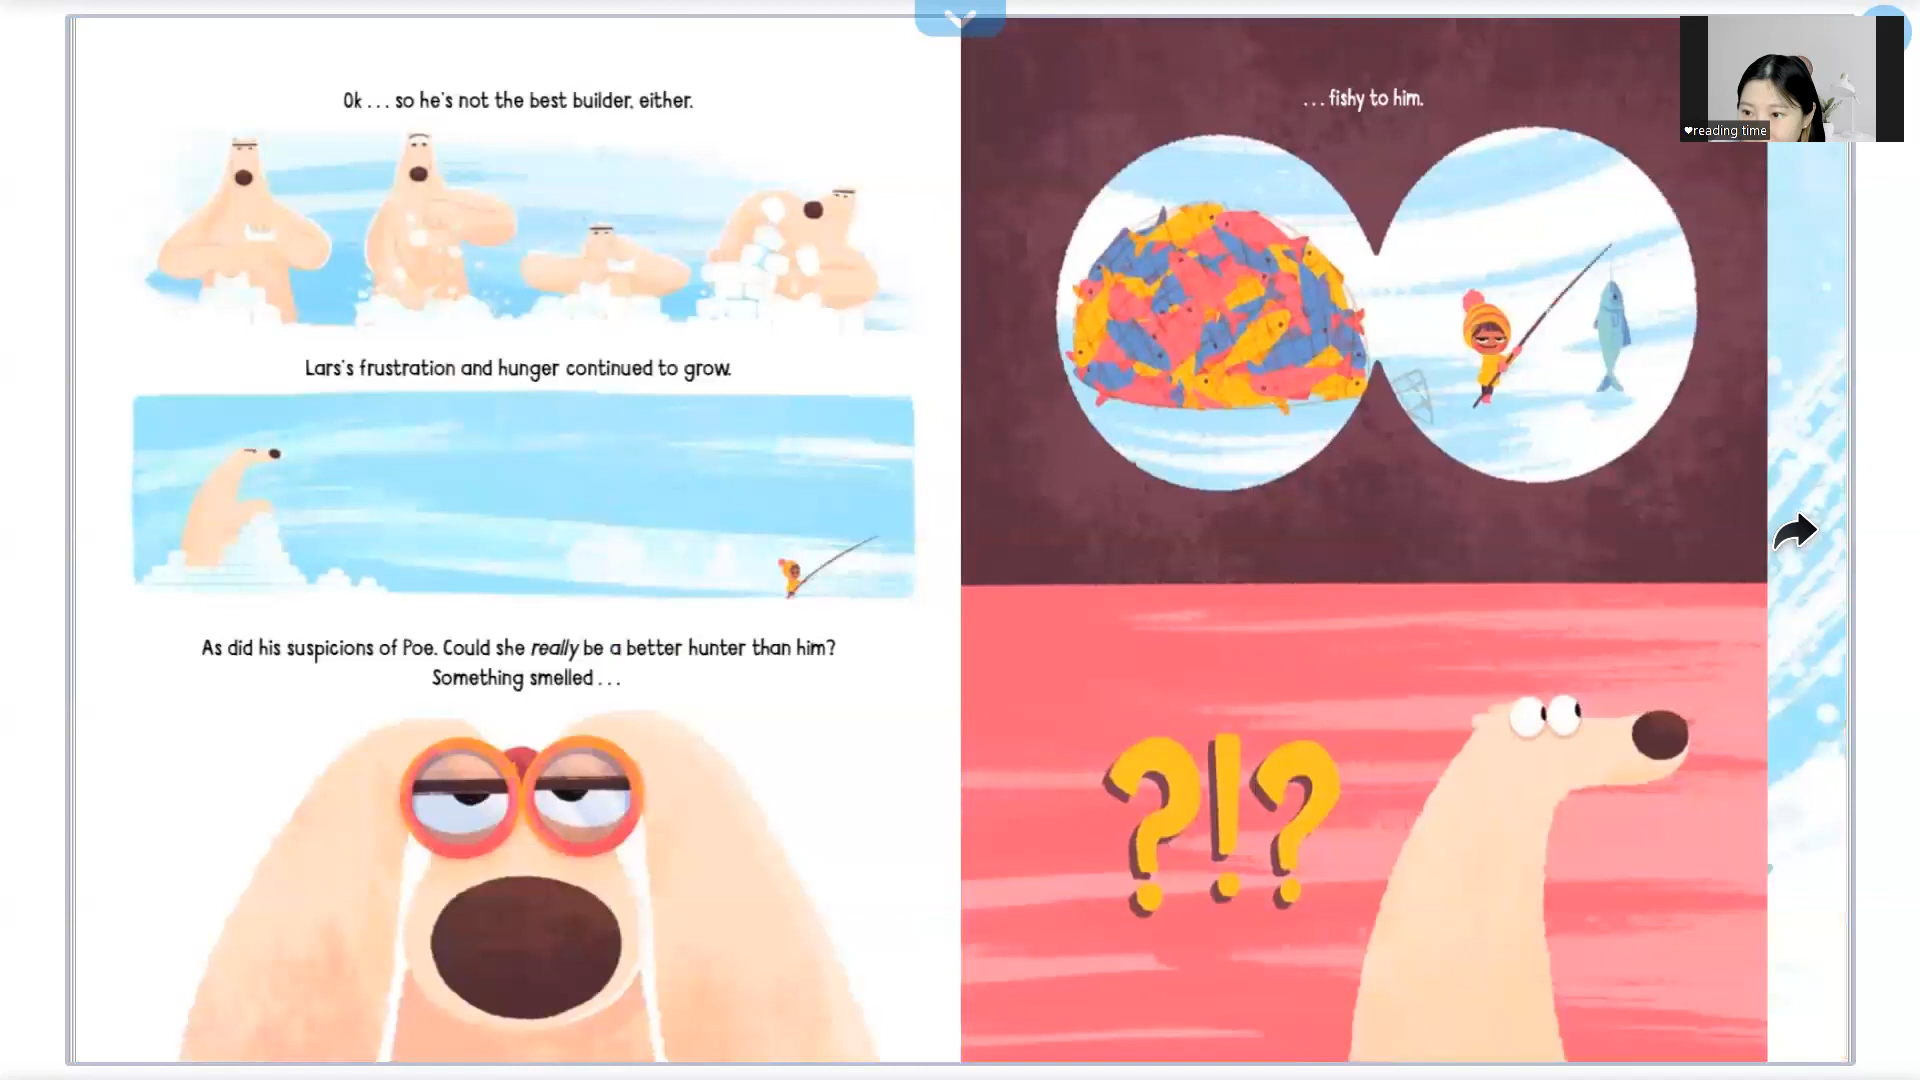 Ok ... so he's not the best builder, either.
Lars's frustration and hunger continued to grow.
As did his suspicions of Poe. Could she really be a better hunter than him?
Something smelled ...
... fishy to him.
?!?
♥reading time